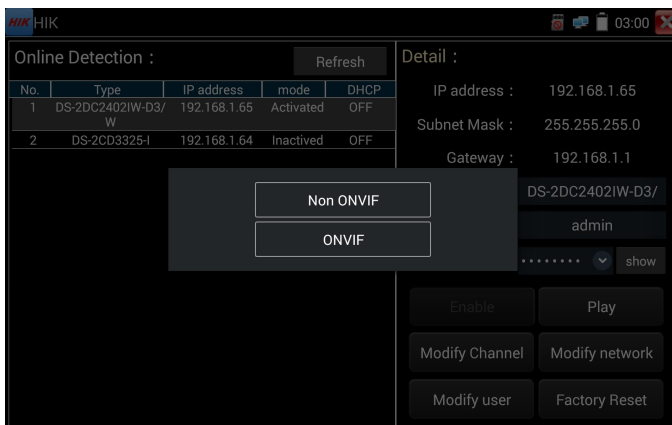 HIK HIK 03:00
Online Detection :
Refresh
No. Type IP address mode DHCP
1 DS-2DC2402IW-D3/ 192.168.1.65 Activated OFF
W
2 DS-2CD3325-I 192.168.1.64 Inactived OFF
Non ONVIF
ONVIF
Detail :
IP address : 192.168.1.65
Subnet Mask : 255.255.255.0
Gateway : 192.168.1.1
DS-2DC2402IW-D3/
admin
•••••••• show
Enable Play
Modify Channel Modify network
Modify user Factory Reset